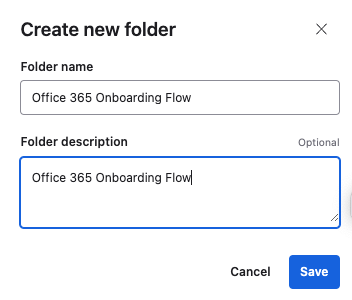 Create new folder
Folder name
Office 365 Onboarding Flow
Folder description
Optional
Office 365 Onboarding Flow
Cancel
Save